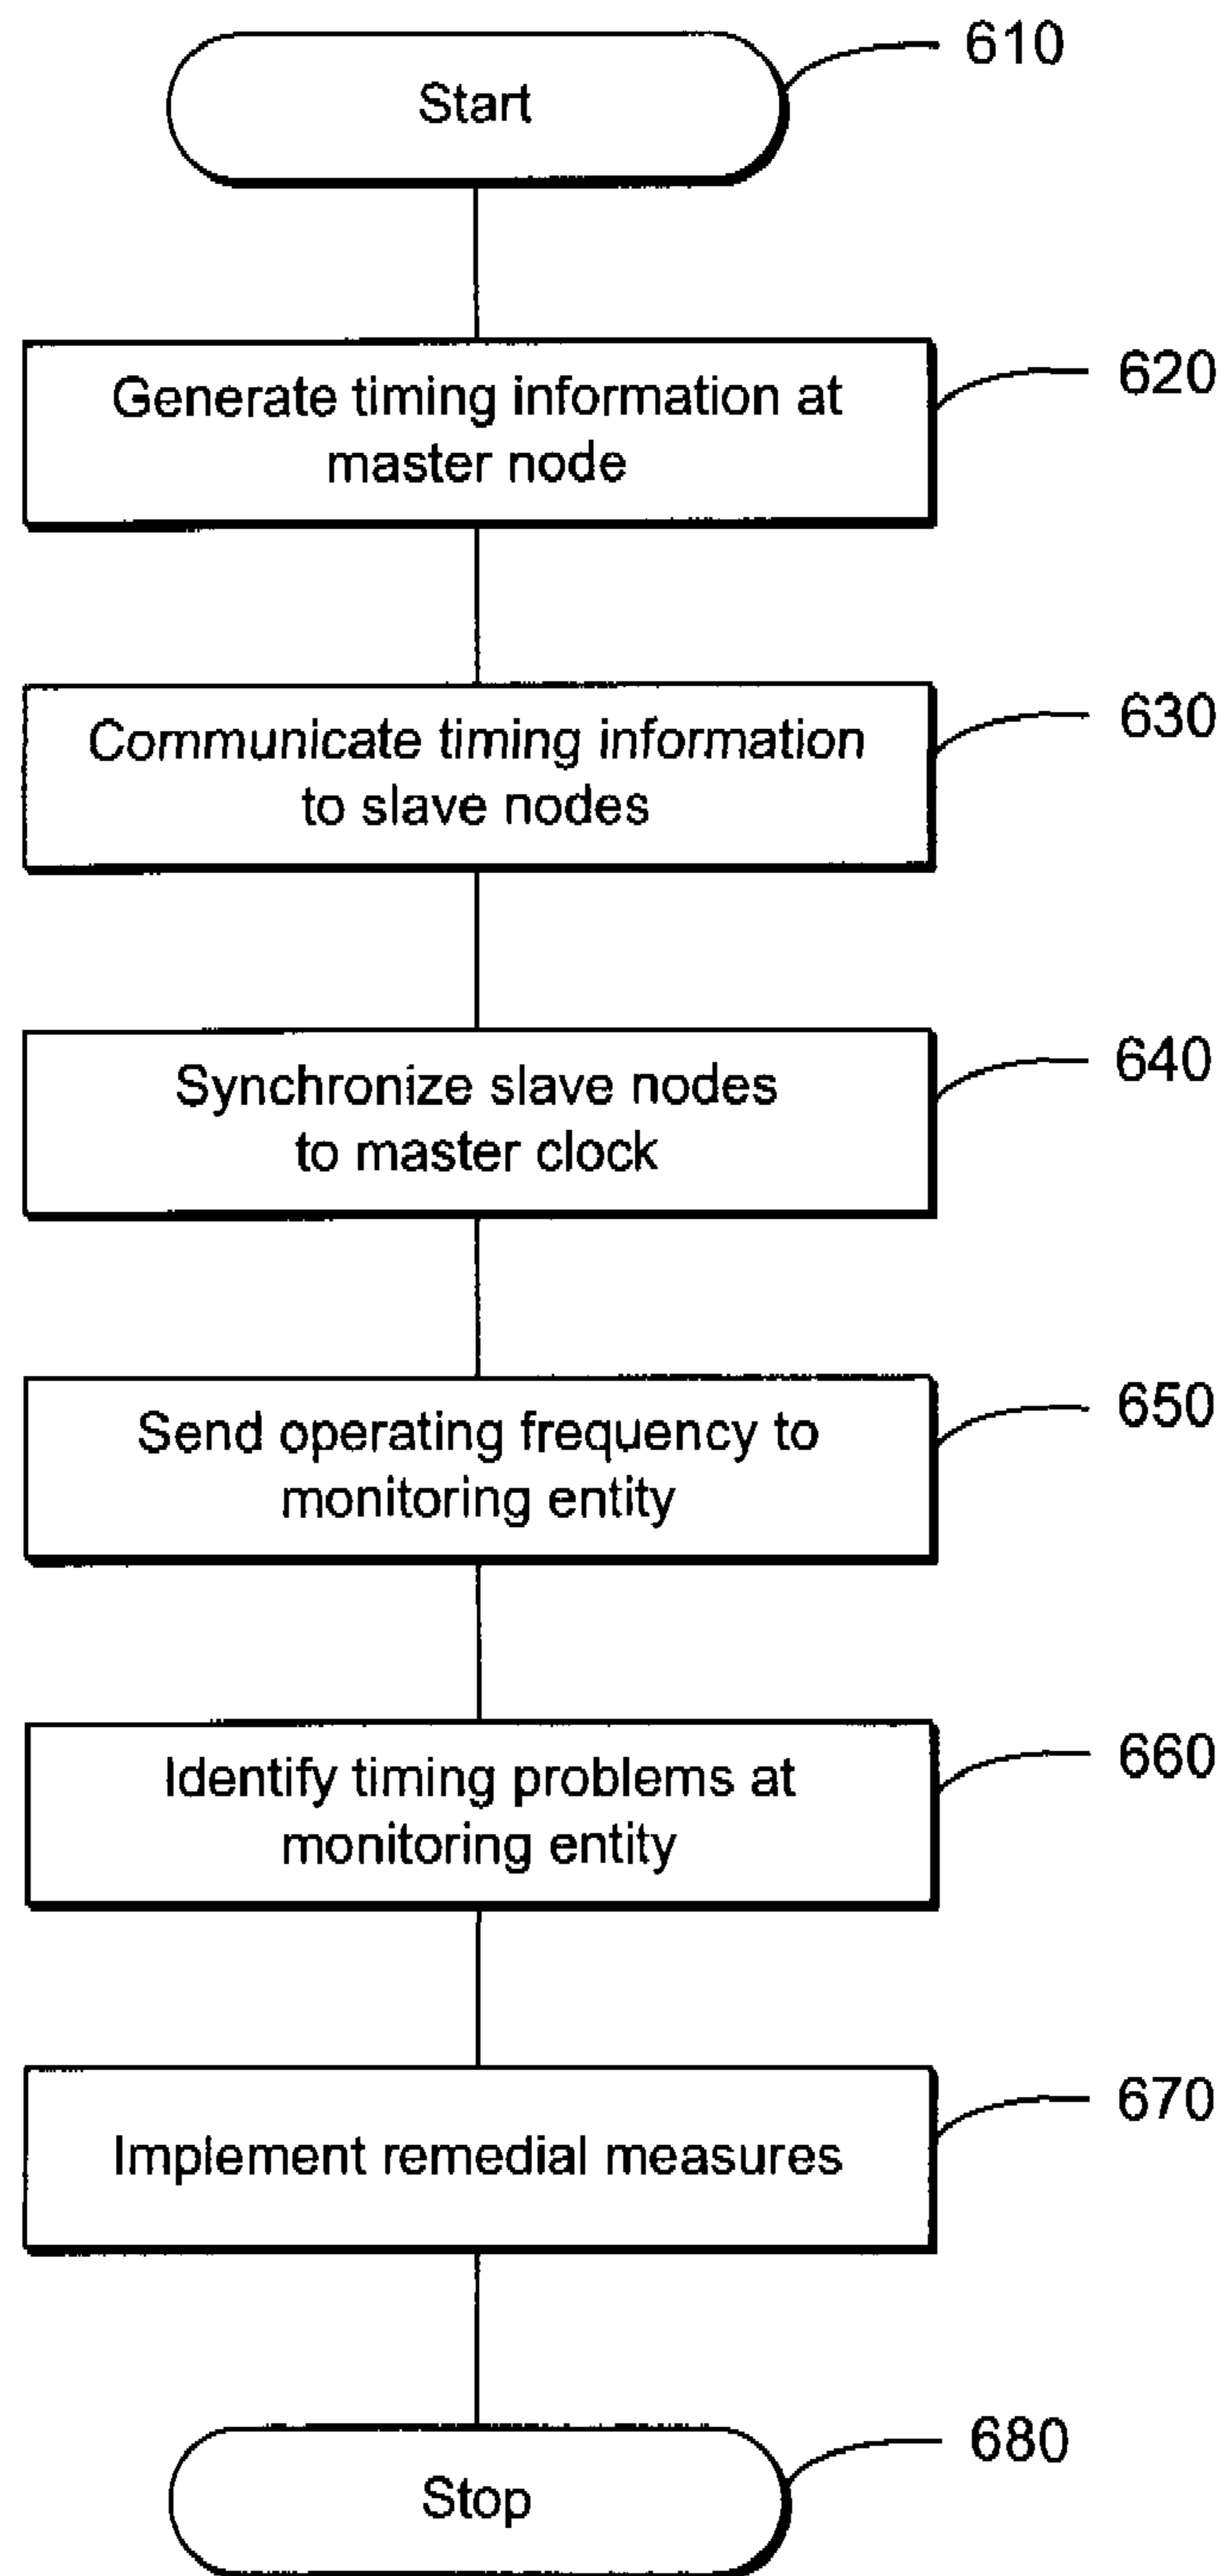 Start
610
Generate timing information at
master node
620
Communicate timing information
to slave nodes
630
Synchronize slave nodes
to master clock
640
Send operating frequency to
monitoring entity
650
Identify timing problems at
monitoring entity
660
Implement remedial measures
670
Stop
680